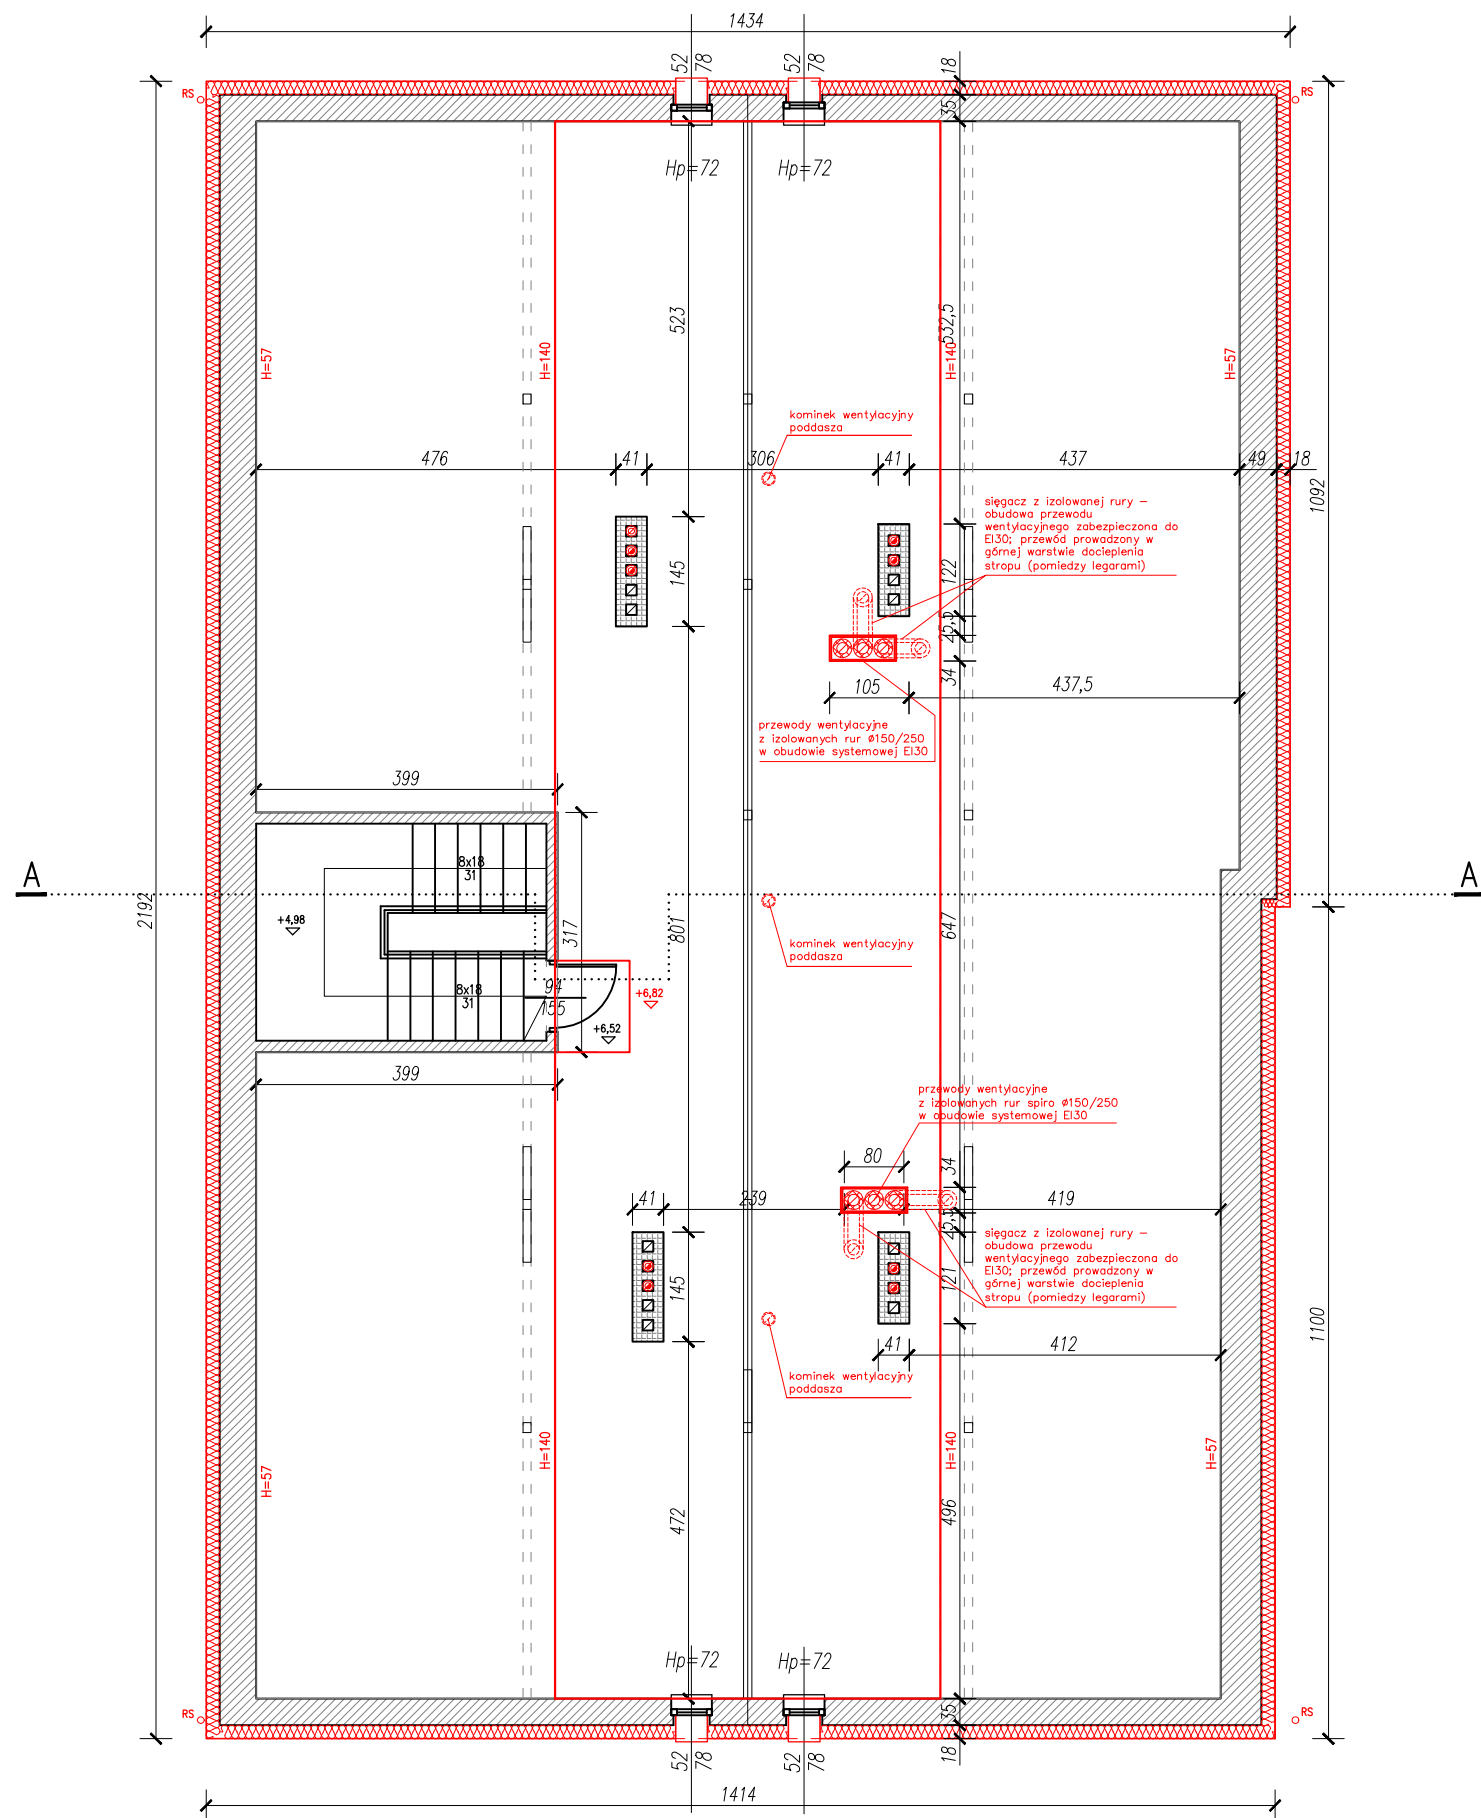 1434
52
78
52
78
18
RS
RS
35
Hp=72
Hp=72
523
532,5
H=57
H=140
H=140
H=57
kominek wentylacyjny
poddasza
476
41
306
41
437
49
18
1092
sięgacz z izolowanej rury –
obudowa przewodu
wentylacyjnego zabezpieczona do
EI30; przewód prowadzony w
górnej warstwie docieplenia
stropu (pomiedzy legarami)
145
122
45,5
34
105
437,5
przewody wentylacyjne
z izolowanych rur ø150/250
w obudowie systemowej EI30
399
8x18
31
A
A
2192
+4,98
317
801
647
kominek wentylacyjny
poddasza
8x18
31
94
155
+6,82
+6,52
399
przewody wentylacyjne
z izolowanych rur spiro ø150/250
w obudowie systemowej EI30
80
34
41
239
419
45,5
sięgacz z izolowanej rury –
obudowa przewodu
wentylacyjnego zabezpieczona do
EI30; przewód prowadzony w
górnej warstwie docieplenia
stropu (pomiedzy legarami)
145
121
1100
41
412
kominek wentylacyjny
poddasza
H=57
H=140
H=140
H=57
472
496
Hp=72
Hp=72
RS
RS
35
18
52
78
52
78
1414